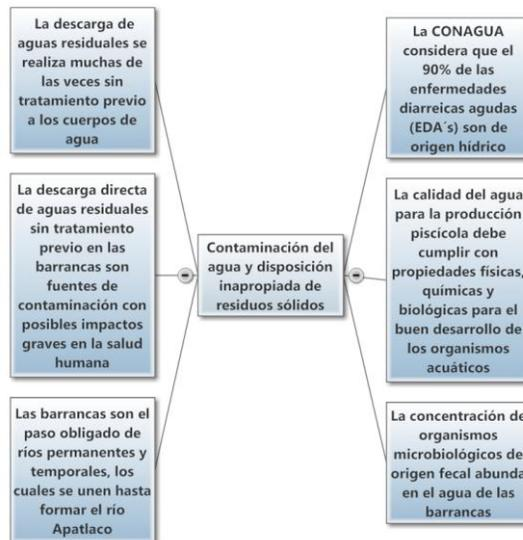 La descarga de
aguas residuales se
realiza muchas de
las veces sin
tratamiento previo
a los cuerpos de
agua
La descarga directa
de aguas residuales
sin tratamiento
previo en las
barrancas son
fuentes de
contaminación con
posibles impactos
graves en la salud
humana
Las barrancas son el
paso obligado de
ríos permanentes y
temporales, los
cuales se unen hasta
formar el río
Apatlaco
Contaminación del
agua y disposición
inapropiada de
residuos sólidos
La CONAGUA
considera que el
90% de las
enfermedades
diarreicas agudas
(EDA´s) son de
origen hídrico
La calidad del agua
para la producción
piscícola debe
cumplir con
propiedades físicas,
químicas y
biológicas para el
buen desarrollo de
los organismos
acuáticos
La concentración de
organismos
microbiológicos de
origen fecal abunda
en el agua de las
barrancas